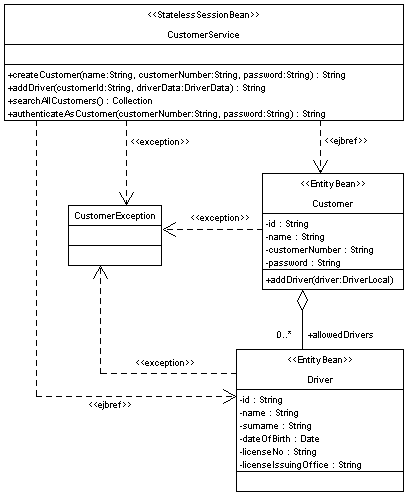 <<StatelessSessionBean>>
CustomerService
+createCustomer(name:String, customerNumber:String, password:String) : String
+addDriver(customerId:String, driverData:DriverData) : String
+searchAllCustomers() : Collection
+authenticateAsCustomer(customerNumber:String, password:String) : String
<<exception>>
<<ejbref>>
<<EntityBean>>
Customer
-id : String
-name : String
-customerNumber : String
-password : String
+addDriver(driver:DriverLocal)
CustomerException
<<exception>>
0..*
+allowedDrivers
<<exception>>
<<ejbref>>
<<EntityBean>>
Driver
-id : String
-name : String
-surname : String
-dateOfBirth : Date
-licenseNo : String
-licenseIssuingOffice : String